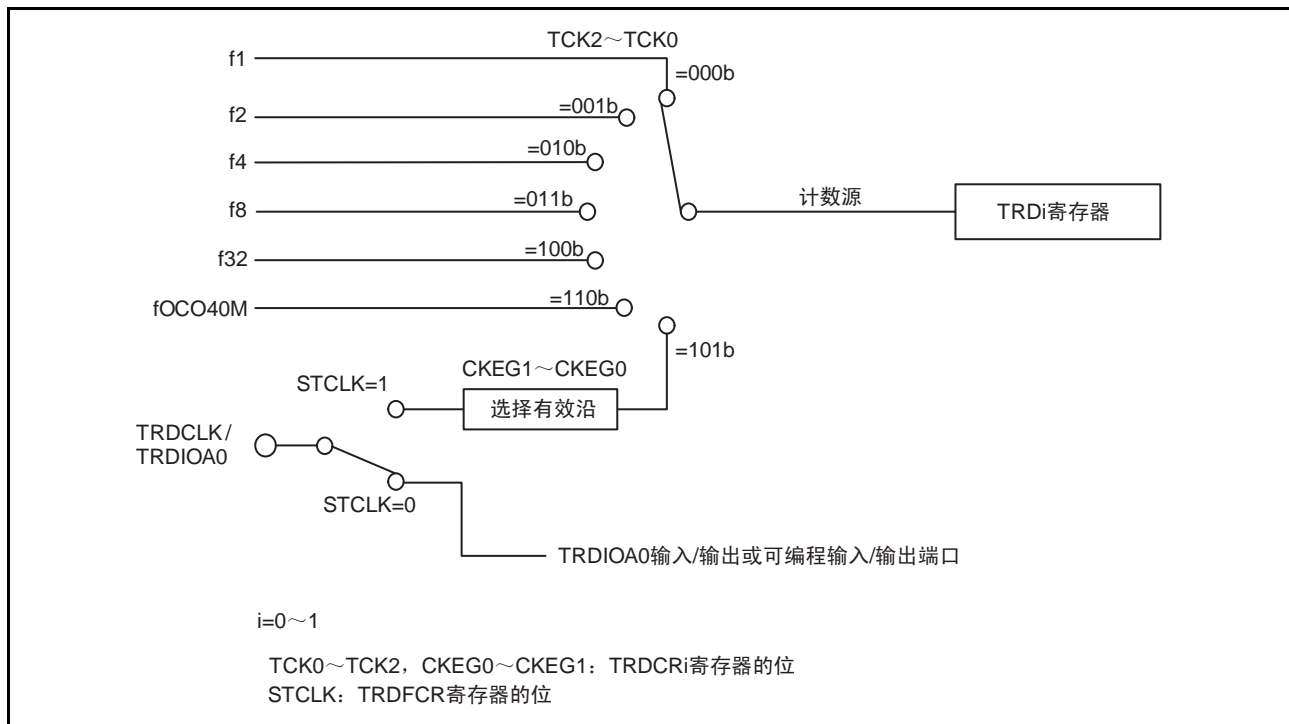 TCK2～TCK0
f1
=000b
f2
=001b
f4
=010b
f8
=011b
计数源
TRDi寄存器
f32
=100b
fOCO40M
=110b
=101b
CKEG1～CKEG0
STCLK=1
选择有效沿
TRDCLK/
TRDIOA0
STCLK=0
TRDIOA0输入/输出或可编程输入/输出端口
i=0～1
TCK0～TCK2，CKEG0～CKEG1：TRDCRi寄存器的位
STCLK：TRDFCR寄存器的位